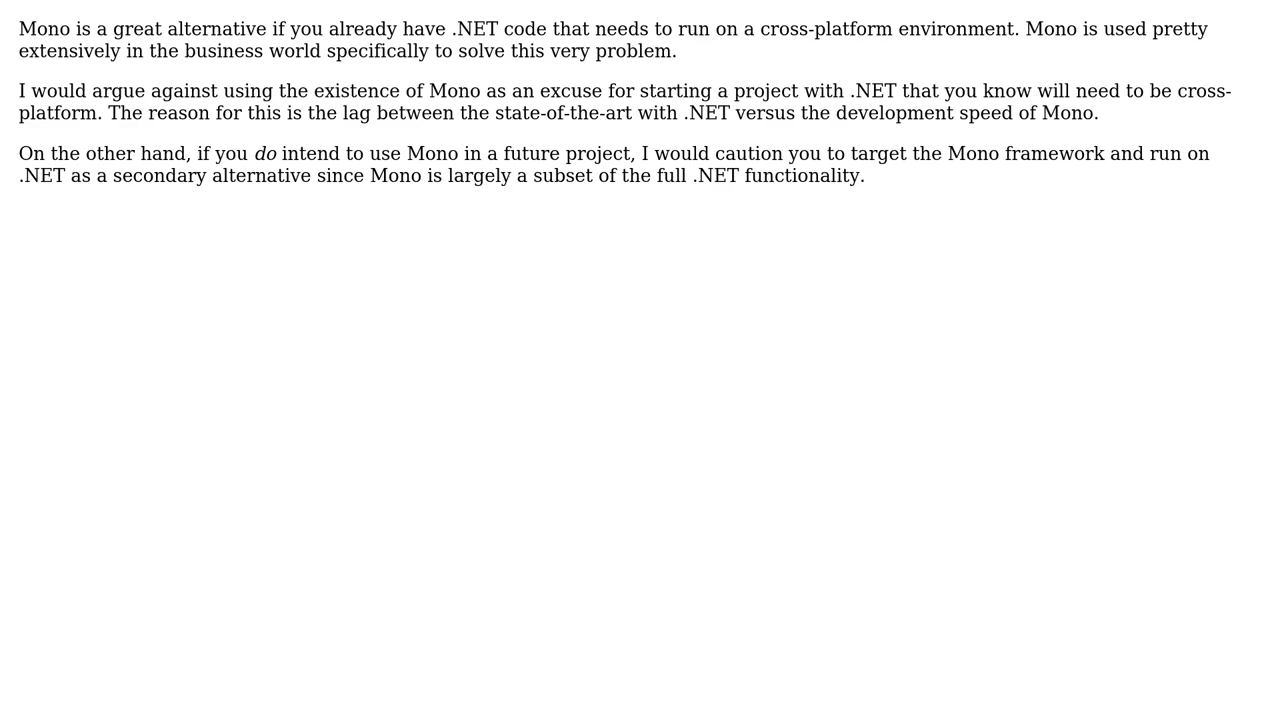 Mono is a great alternative if you already have .NET code that needs to run on a cross-platform environment. Mono is used pretty
extensively in the business world specifically to solve this very problem.
I would argue against using the existence of Mono as an excuse for starting a project with .NET that you know will need to be cross-
platform. The reason for this is the lag between the state-of-the-art with .NET versus the development speed of Mono.
On the other hand, if you do intend to use Mono in a future project, I would caution you to target the Mono framework and run on
.NET as a secondary alternative since Mono is largely a subset of the full .NET functionality.